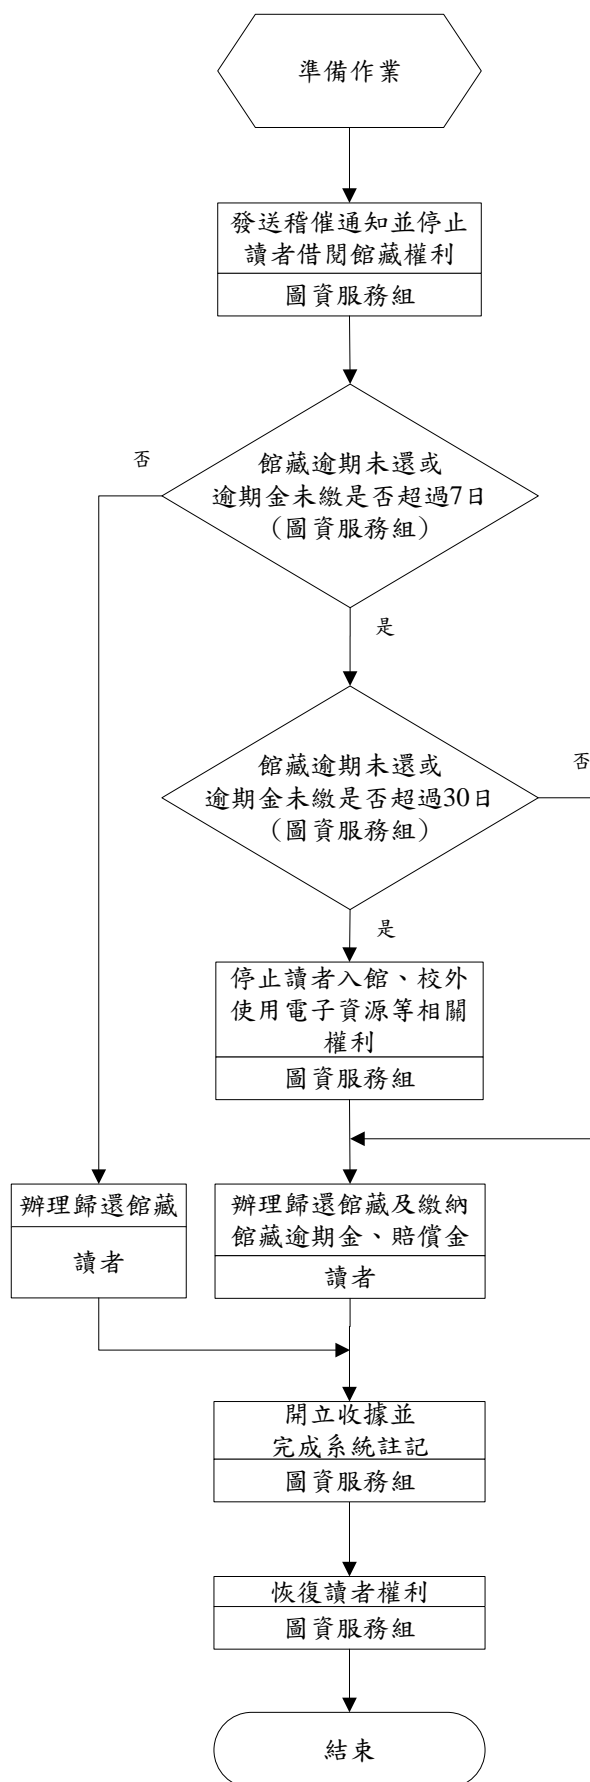 準備作業
發送稽催通知並停止
讀者借閱館藏權利
圖資服務組
否
館藏逾期未還或
逾期金未繳是否超過7日
（圖資服務組）
是
館藏逾期未還或
逾期金未繳是否超過30日
（圖資服務組）
否
是
停止讀者入館、校外
使用電子資源等相關
權利
圖資服務組
辦理歸還館藏
讀者
辦理歸還館藏及繳納
館藏逾期金、賠償金
讀者
開立收據並
完成系統註記
圖資服務組
恢復讀者權利
圖資服務組
結束